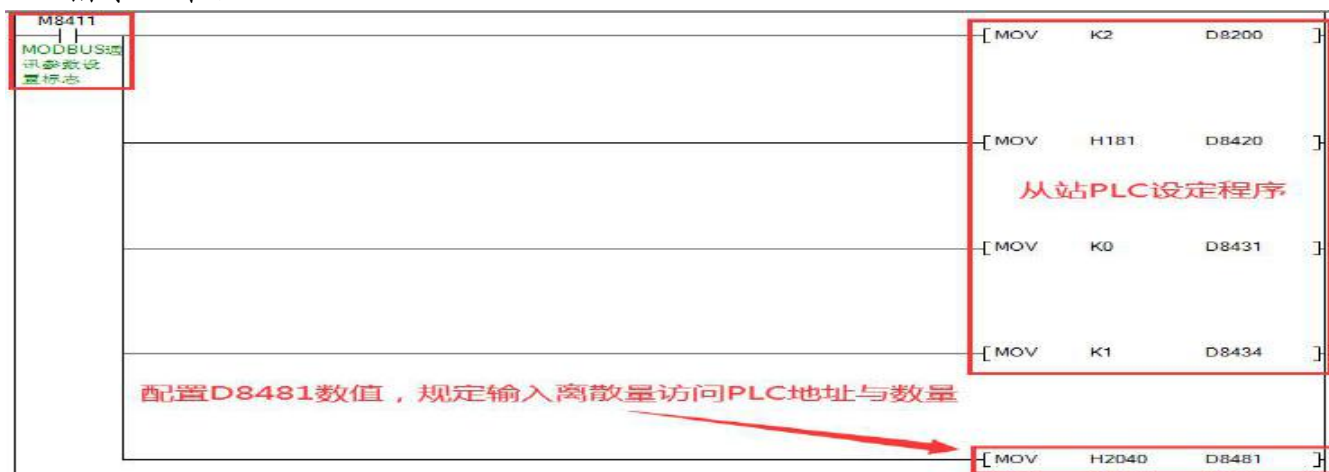 M8411
MODBUS通
讯参数设
置标志
[MOV K2 D8200 ]
[MOV H181 D8420 ]
从站PLC设定程序
[MOV K0 D8431 ]
[MOV K1 D8434 ]
配置D8481数值，规定输入离散量访问PLC地址与数量
[MOV H2040 D8481 ]